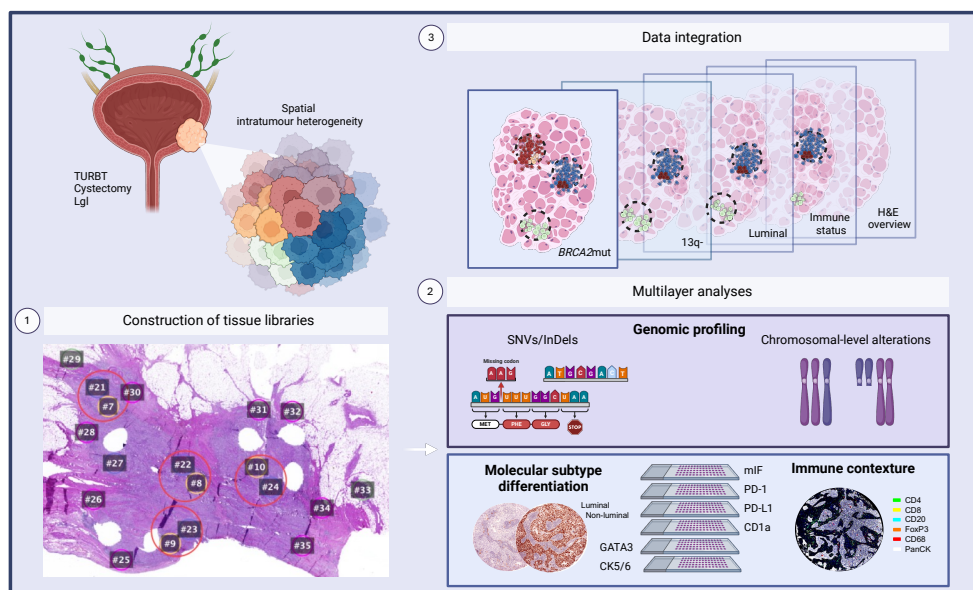 TURBT
Cystectomy
LgI
Spatial
intratumour heterogeneity
1
Construction of tissue libraries
#29
#21
#30
#7
#31
#32
#28
#27
#22
#10
#8
#24
#33
#26
#34
#23
#9
#35
#25
3
Data integration
BRCA2mut
13q-
Luminal
Immune
status
H&E
overview
2
Multilayer analyses
Genomic profiling
SNVs/InDels
Chromosomal-level alterations
Missing codon
A A G
A T G C G A T
A U G U U U G G C U A A
MET PHE GLY STOP
Molecular subtype
differentiation
Luminal
Non-luminal
mIF
PD-1
PD-L1
CD1a
GATA3
CK5/6
Immune contexture
CD4
CD8
CD20
FoxP3
CD68
PanCK